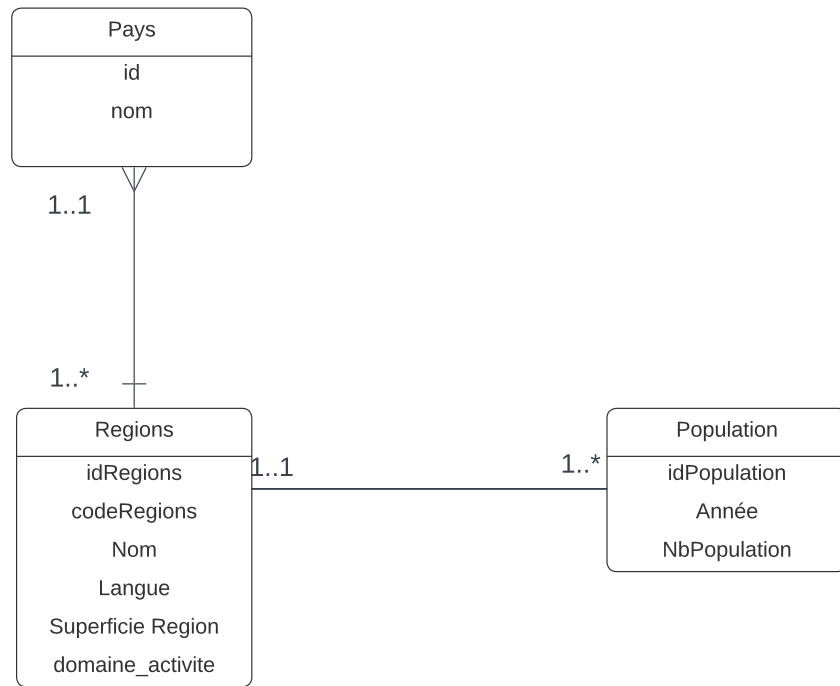 Pays
id
nom
1..1
1..*
Regions
idRegions
codeRegions
Nom
Langue
Superficie Region
domaine_activite
1..1
1..*
Population
idPopulation
Année
NbPopulation